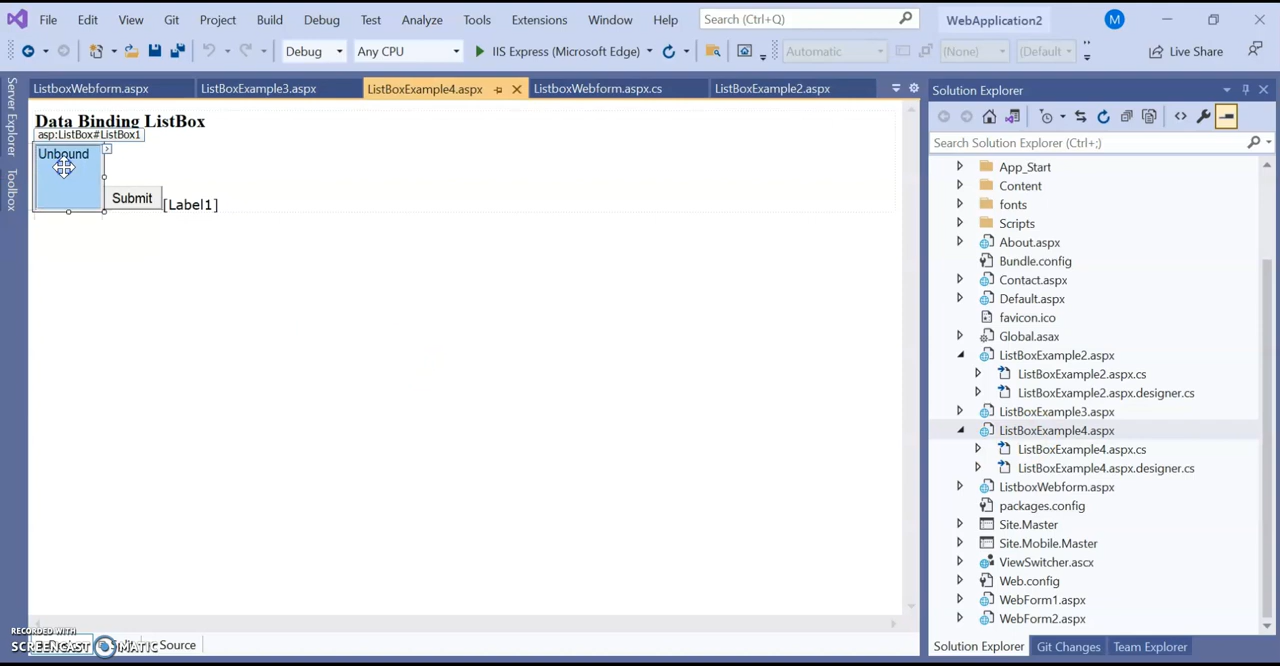 File Edit View Git Project Build Debug Test Analyze Tools Extensions Window Help Search (Ctrl+Q) WebApplication2 M
Debug Any CPU IIS Express (Microsoft Edge) Automatic (None) (Default Live Share
ListboxWebform.aspx ListBoxExample3.aspx ListBoxExample4.aspx ListboxWebform.aspx.cs ListBoxExample2.aspx
Server Explorer
Toolbox
Data Binding ListBox
asp:ListBox#ListBox1
Unbound
Submit [Label1]
Solution Explorer
Search Solution Explorer (Ctrl+;)
App_Start
Content
fonts
Scripts
About.aspx
Bundle.config
Contact.aspx
Default.aspx
favicon.ico
Global.asax
ListBoxExample2.aspx
ListBoxExample2.aspx.cs
ListBoxExample2.aspx.designer.cs
ListBoxExample3.aspx
ListBoxExample4.aspx
ListBoxExample4.aspx.cs
ListBoxExample4.aspx.designer.cs
ListboxWebform.aspx
packages.config
Site.Master
Site.Mobile.Master
ViewSwitcher.ascx
Web.config
WebForm1.aspx
WebForm2.aspx
Solution Explorer Git Changes Team Explorer
Source
RECORDED WITH
SCREENCAST MATIC